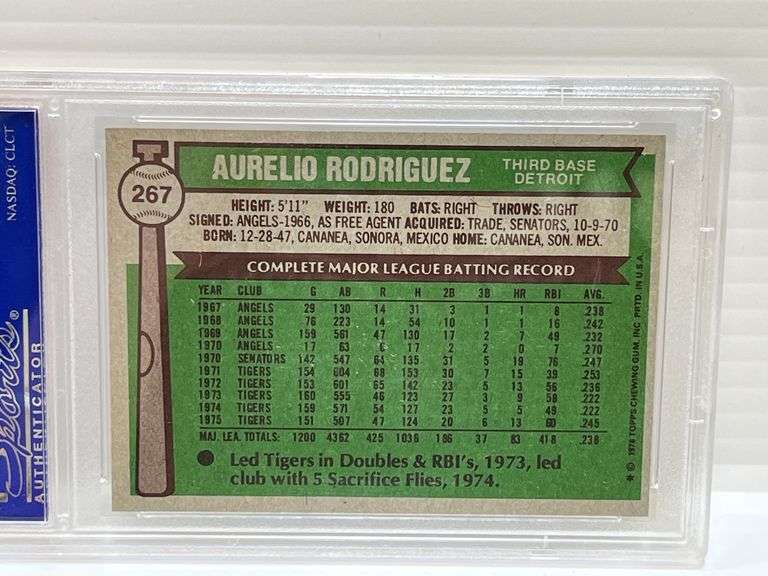 NASDAQ: CLCT
Sports®
AUTHENTICATOR
267
AURELIO RODRIGUEZ
THIRD BASE
DETROIT
HEIGHT: 5'11" WEIGHT: 180 BATS: RIGHT THROWS: RIGHT
SIGNED: ANGELS-1966, AS FREE AGENT ACQUIRED: TRADE, SENATORS, 10-9-70
BORN: 12-28-47, CANANEA, SONORA, MEXICO HOME: CANANEA, SON. MEX.
COMPLETE MAJOR LEAGUE BATTING RECORD
YEAR CLUB G AB R H 2B 3B HR RBI AVG.
1967 ANGELS 29 130 14 31 3 1 1 8 .238
1968 ANGELS 76 223 14 54 10 1 1 16 .242
1969 ANGELS 159 561 47 130 17 2 7 49 .232
1970 ANGELS 17 63 6 17 2 2 0 7 .270
1970 SENATORS 142 547 64 135 31 5 19 76 .247
1971 TIGERS 154 604 68 153 30 7 15 39 .253
1972 TIGERS 153 601 65 142 23 5 13 56 .236
1973 TIGERS 160 555 46 123 27 3 9 58 .222
1974 TIGERS 159 571 54 127 23 5 5 49 .222
1975 TIGERS 151 507 47 124 20 6 13 60 .245
MAJ. LEA. TOTALS: 1200 4362 425 1036 186 37 83 418 .238
Led Tigers in Doubles & RBI's, 1973, led
club with 5 Sacrifice Flies, 1974.
* © 1976 TOPPS CHEWING GUM, INC. PRTD. IN U.S.A.